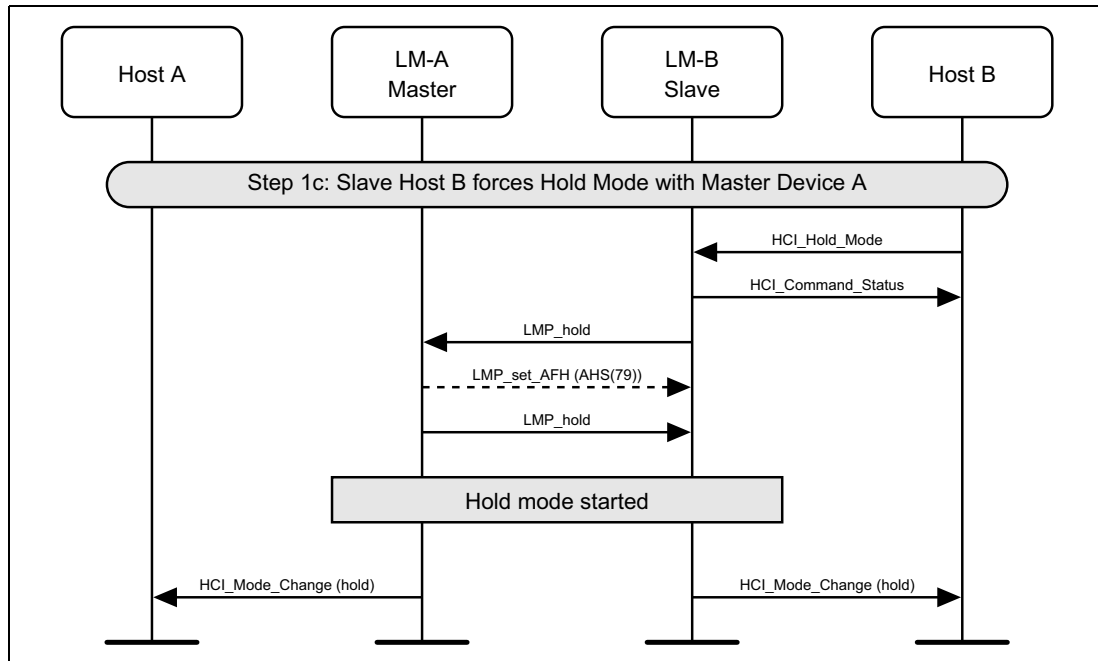 Host A
LM-A
Master
LM-B
Slave
Host B
Step 1c: Slave Host B forces Hold Mode with Master Device A
HCI_Hold_Mode
HCI_Command_Status
LMP_hold
LMP_set_AFH (AHS(79))
LMP_hold
Hold mode started
HCI_Mode_Change (hold)
HCI_Mode_Change (hold)